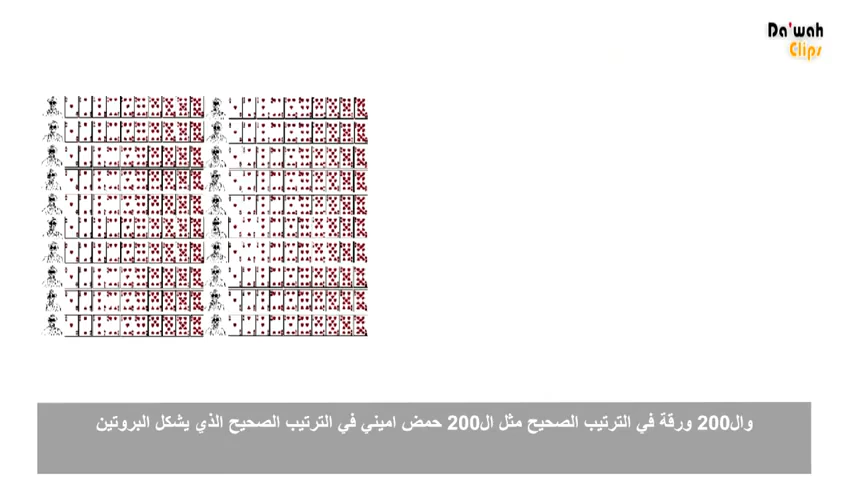 Da'wah
Clips
وال200 ورقة في الترتيب الصحيح مثل ال200 حمض اميني في الترتيب الصحيح الذي يشكل البروتين